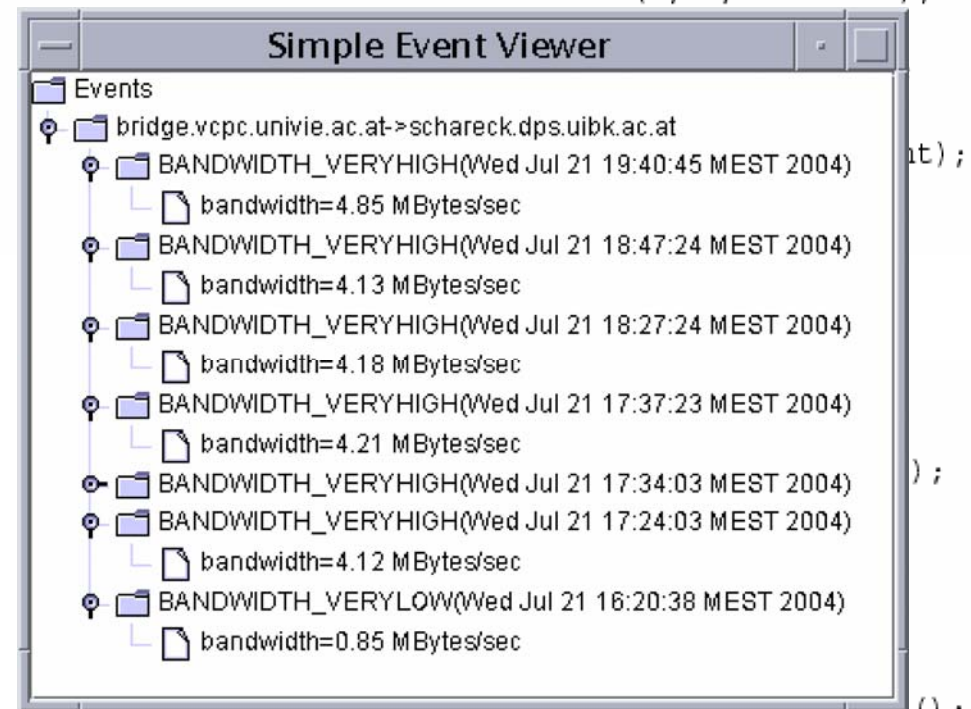 Simple Event Viewer
Events
bridge.vcpc.univie.ac.at->schareck.dps.uibk.ac.at
BANDWIDTH_VERYHIGH(Wed Jul 21 19:40:45 MEST 2004)
bandwidth=4.85 MBytes/sec
BANDWIDTH_VERYHIGH(Wed Jul 21 18:47:24 MEST 2004)
bandwidth=4.13 MBytes/sec
BANDWIDTH_VERYHIGH(Wed Jul 21 18:27:24 MEST 2004)
bandwidth=4.18 MBytes/sec
BANDWIDTH_VERYHIGH(Wed Jul 21 17:37:23 MEST 2004)
bandwidth=4.21 MBytes/sec
BANDWIDTH_VERYHIGH(Wed Jul 21 17:34:03 MEST 2004)
BANDWIDTH_VERYHIGH(Wed Jul 21 17:24:03 MEST 2004)
bandwidth=4.12 MBytes/sec
BANDWIDTH_VERYLOW(Wed Jul 21 16:20:38 MEST 2004)
bandwidth=0.85 MBytes/sec